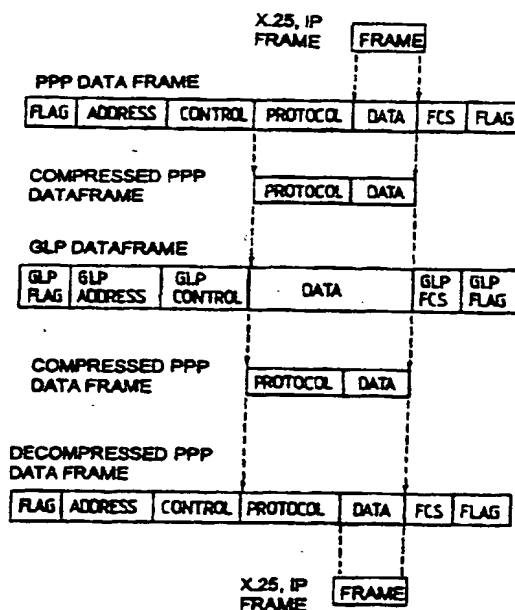 X.25, IP
FRAME
FRAME
PPP DATA FRAME
FLAG ADDRESS CONTROL PROTOCOL DATA FCS FLAG
COMPRESSED PPP
DATAFRAME
PROTOCOL DATA
GLP DATAFRAME
GLP FLAG GLP ADDRESS GLP CONTROL DATA GLP FCS GLP FLAG
COMPRESSED PPP
DATA FRAME
PROTOCOL DATA
DECOMPRESSED PPP
DATA FRAME
FLAG ADDRESS CONTROL PROTOCOL DATA FCS FLAG
X.25, IP
FRAME
FRAME